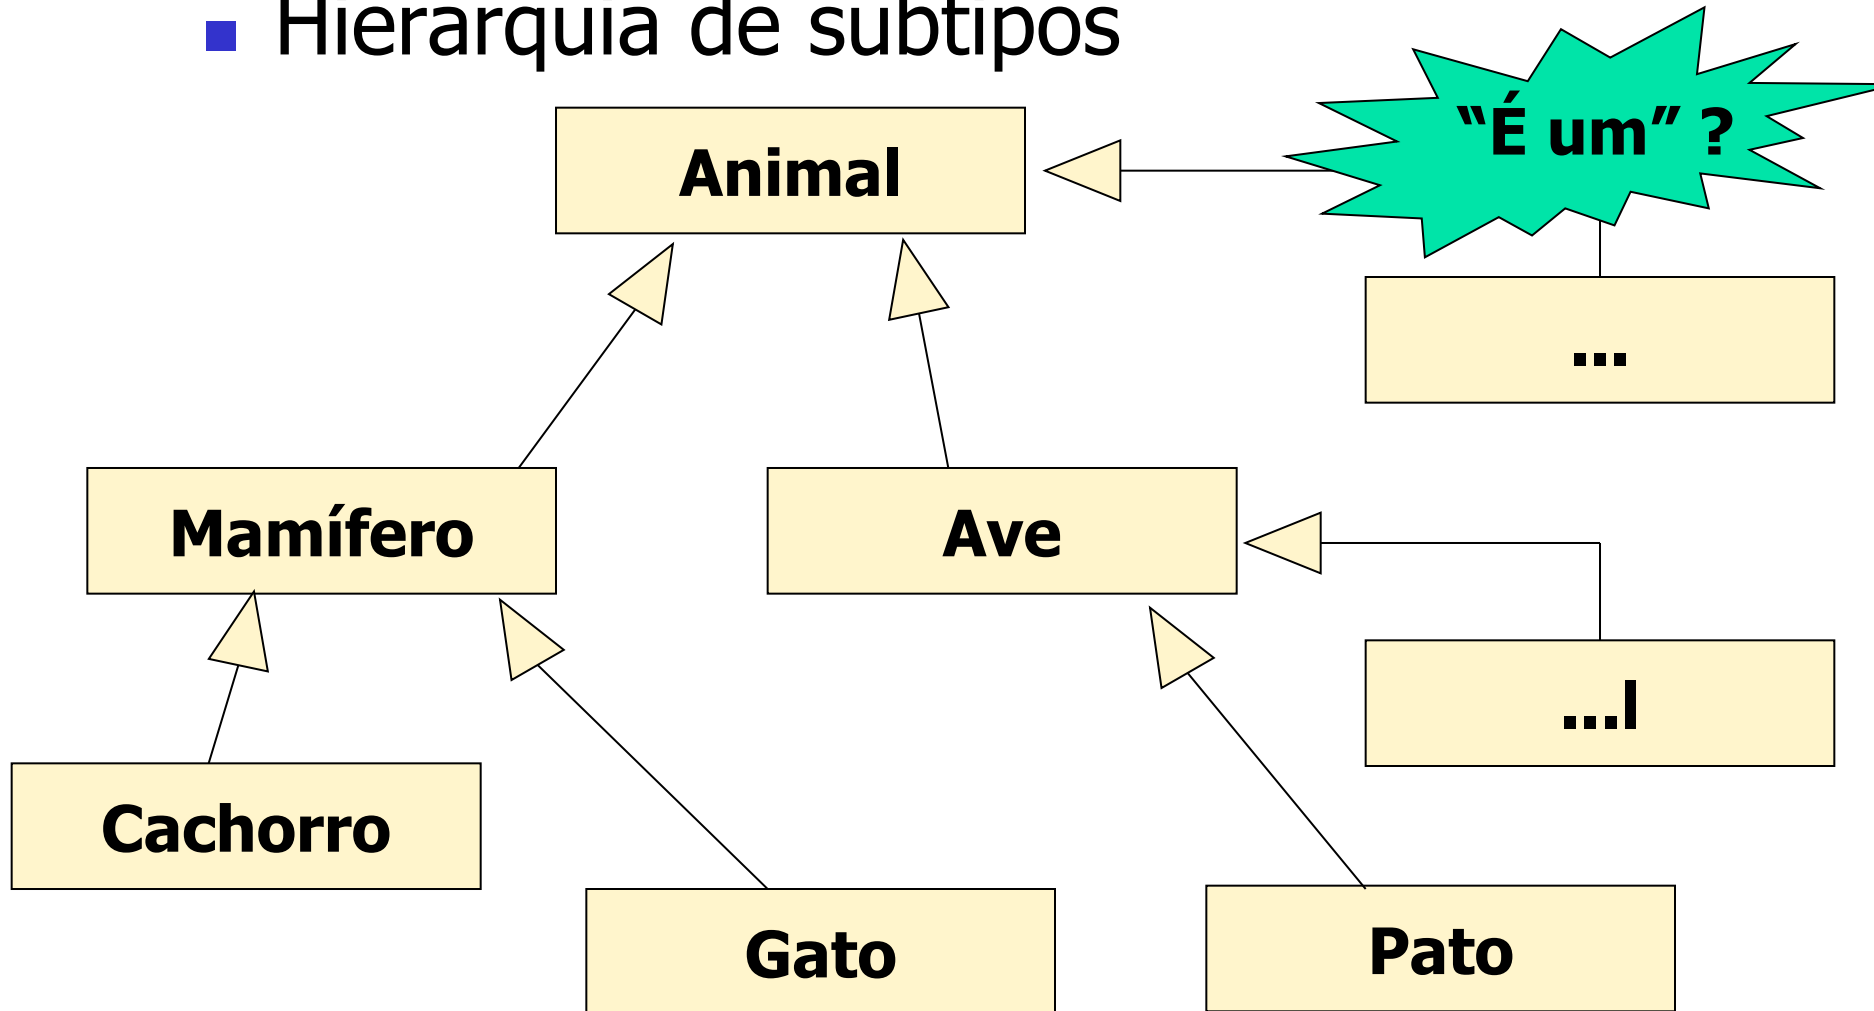 Hierarquia de subtipos
“É um” ?
Animal
...
Mamífero
Ave
...l
Cachorro
Gato
Pato